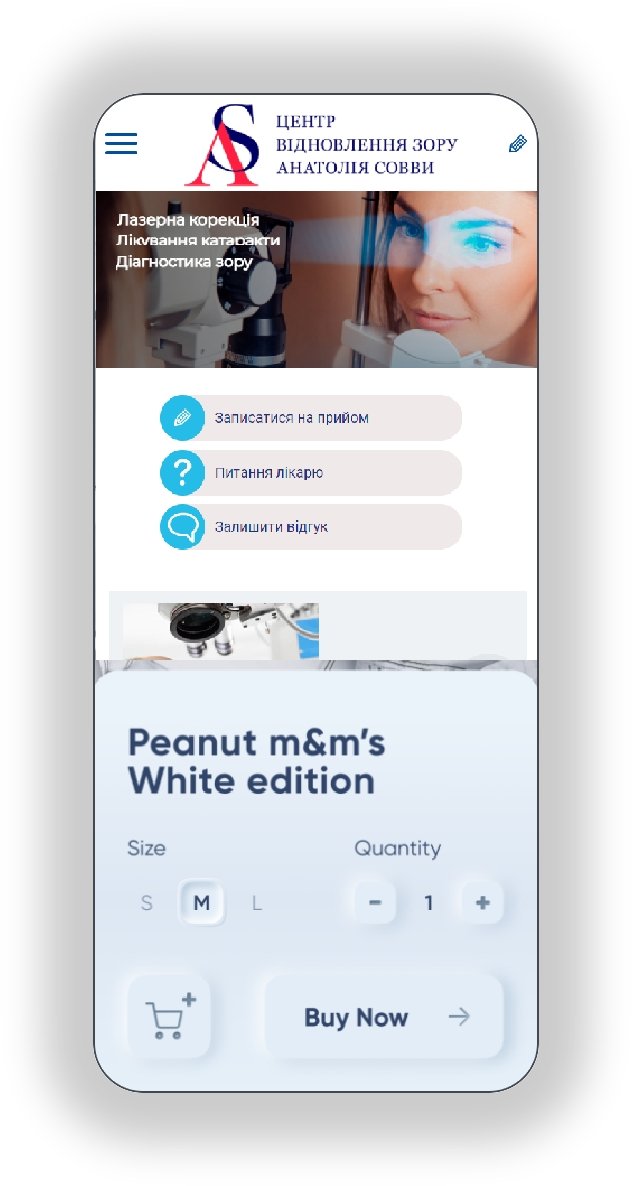 ЦЕНТР
ВІДНОВЛЕННЯ ЗОРУ
АНАТОЛІЯ СОВВИ
Лазерна корекція
Лікування катаракти
Діагностика зору
Записатися на прийом
Питання лікарю
Залишити відгук
Peanut m&m's
White edition
Size
Quantity
S M L
- 1 +
Buy Now